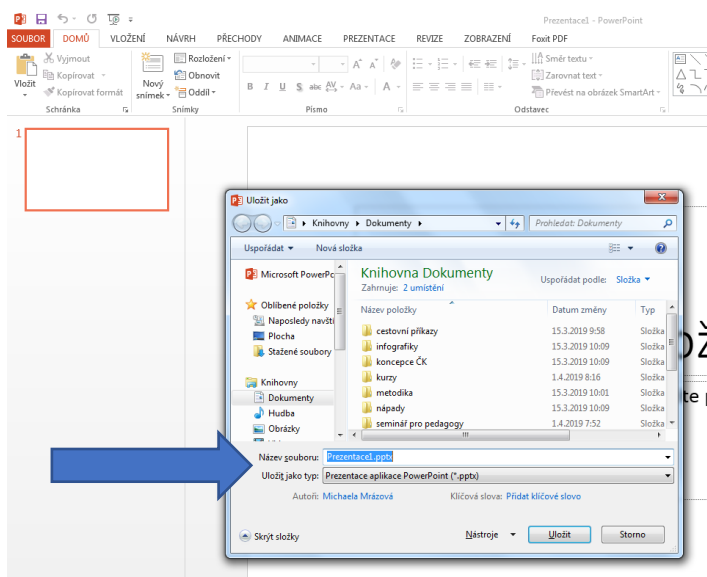 Prezentace1 - PowerPoint
SOUBOR DOMŮ VLOŽENÍ NÁVRH PŘECHODY ANIMACE PREZENTACE REVIZE ZOBRAZENÍ Foxit PDF
Vložit
Vyjmout
Kopírovat
Kopírovat formát
Schránka
Nový snímek
Rozložení
Obnovit
Oddíl
Snímky
B I U S abc AV Aa A
Písmo
Směr textu
Zarovnat text
Převést na obrázek SmartArt
Odstavec
1
Uložit jako
Knihovny Dokumenty
Prohledat: Dokumenty
Uspořádat Nová složka
Microsoft PowerPo
Oblíbené položky
Naposledy navští
Plocha
Stažené soubory
Knihovny
Dokumenty
Hudba
Obrázky
Knihovna Dokumenty
Zahrnuje: 2 umístění
Uspořádat podle: Složka
Název položky Datum změny Typ
cestovní příkazy 15.3.2019 9:58 Složka
infografiky 15.3.2019 10:09 Složka
koncepce ČK 15.3.2019 10:09 Složka
kurzy 1.4.2019 8:16 Složka
metodika 15.3.2019 10:01 Složka
nápady 15.3.2019 10:09 Složka
seminář pro pedagogy 1.4.2019 7:52 Složka
Název souboru: Prezentace1.pptx
Uložit jako typ: Prezentace aplikace PowerPoint (*.pptx)
Autoři: Michaela Mrázová Klíčová slova: Přidat klíčové slovo
Skrýt složky Nástroje Uložit Storno